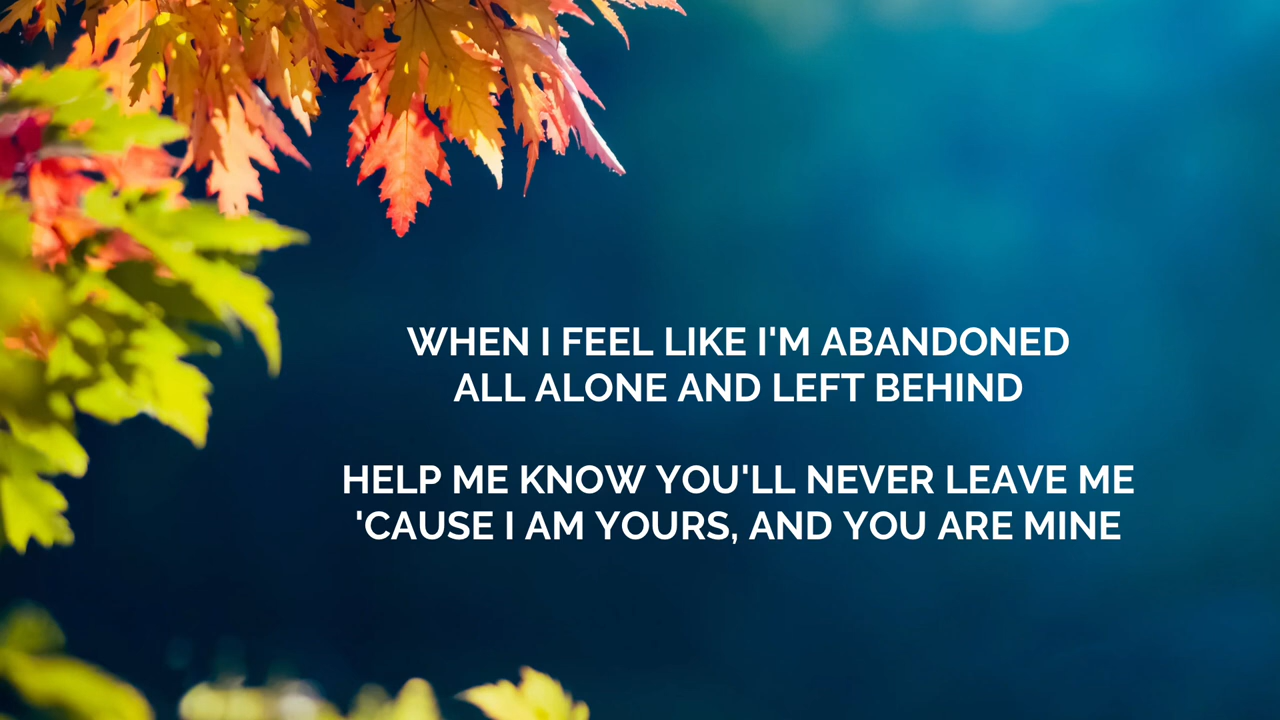 WHEN I FEEL LIKE I'M ABANDONED
ALL ALONE AND LEFT BEHIND
HELP ME KNOW YOU'LL NEVER LEAVE ME
'CAUSE I AM YOURS, AND YOU ARE MINE